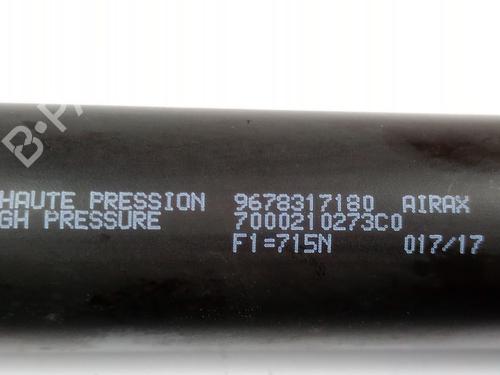 HAUTE PRESSION 9678317180 AIRAX
GH PRESSURE 7000210273C0
F1=715N 017/17